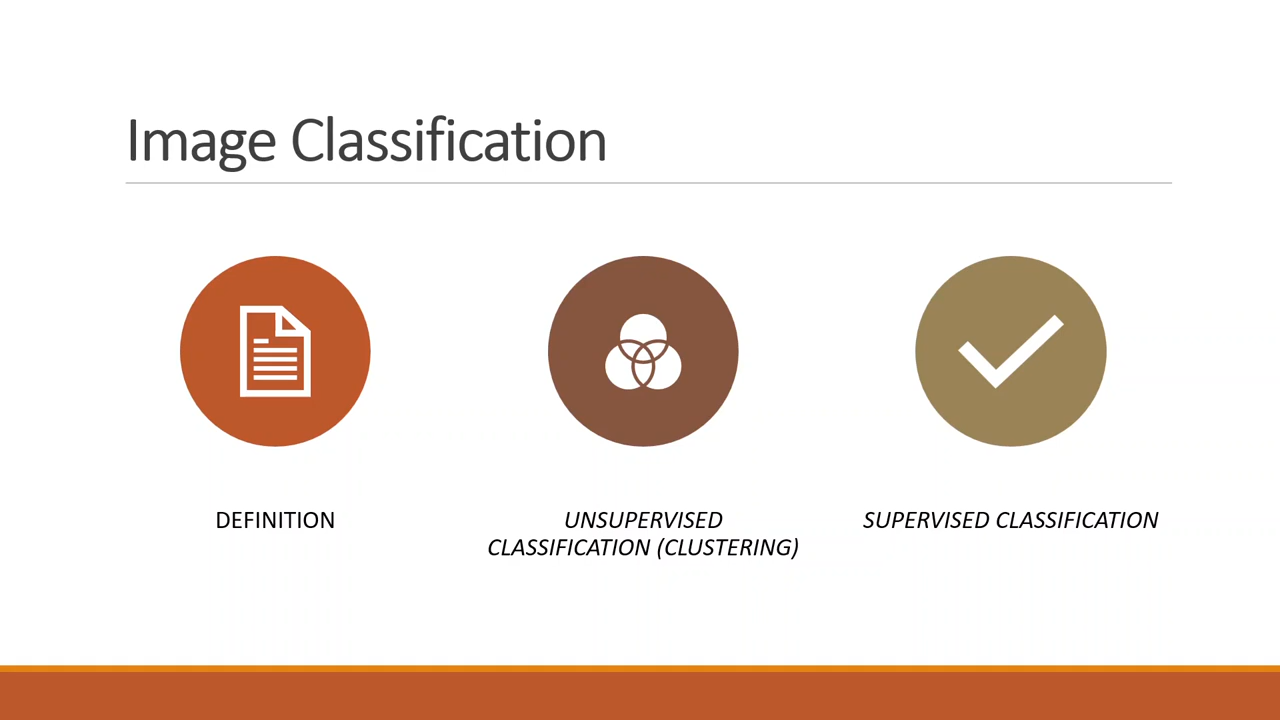 Image Classification
DEFINITION
UNSUPERVISED
CLASSIFICATION (CLUSTERING)
SUPERVISED CLASSIFICATION